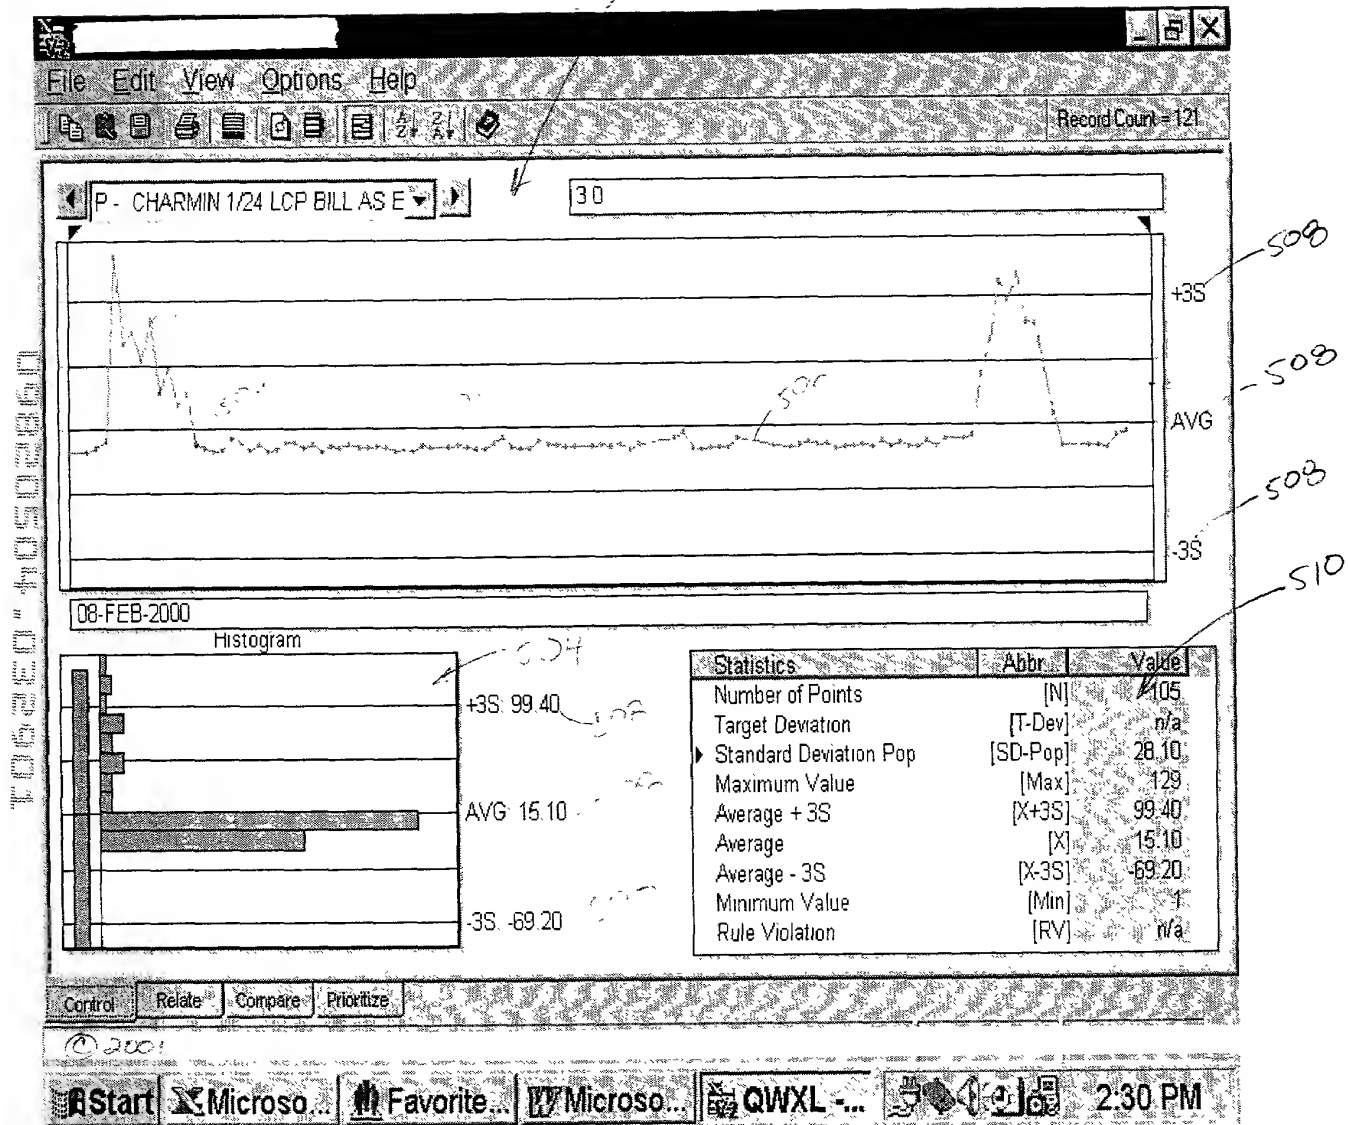 File Edit View Options Help
Record Count = 121
P - CHARMIN 1/24 LCP BILL AS E
30
508
+3S
508
AVG
506
508
-3S
510
08-FEB-2000
Histogram
504
+3S: 99.40
AVG: 15.10
-3S: -69.20
Statistics Abbr... Value
Number of Points [N] 105
Target Deviation [T-Dev] n/a
Standard Deviation Pop [SD-Pop] 28.10
Maximum Value [Max] 129
Average + 3S [X+3S] 99.40
Average [X] 15.10
Average - 3S [X-3S] -69.20
Minimum Value [Min] 1
Rule Violation [RV] n/a
Control Relate Compare Prioritize
© 2001
Start Microso... Favorite... Microso... QWXL -... 2:30 PM
09820504.032901